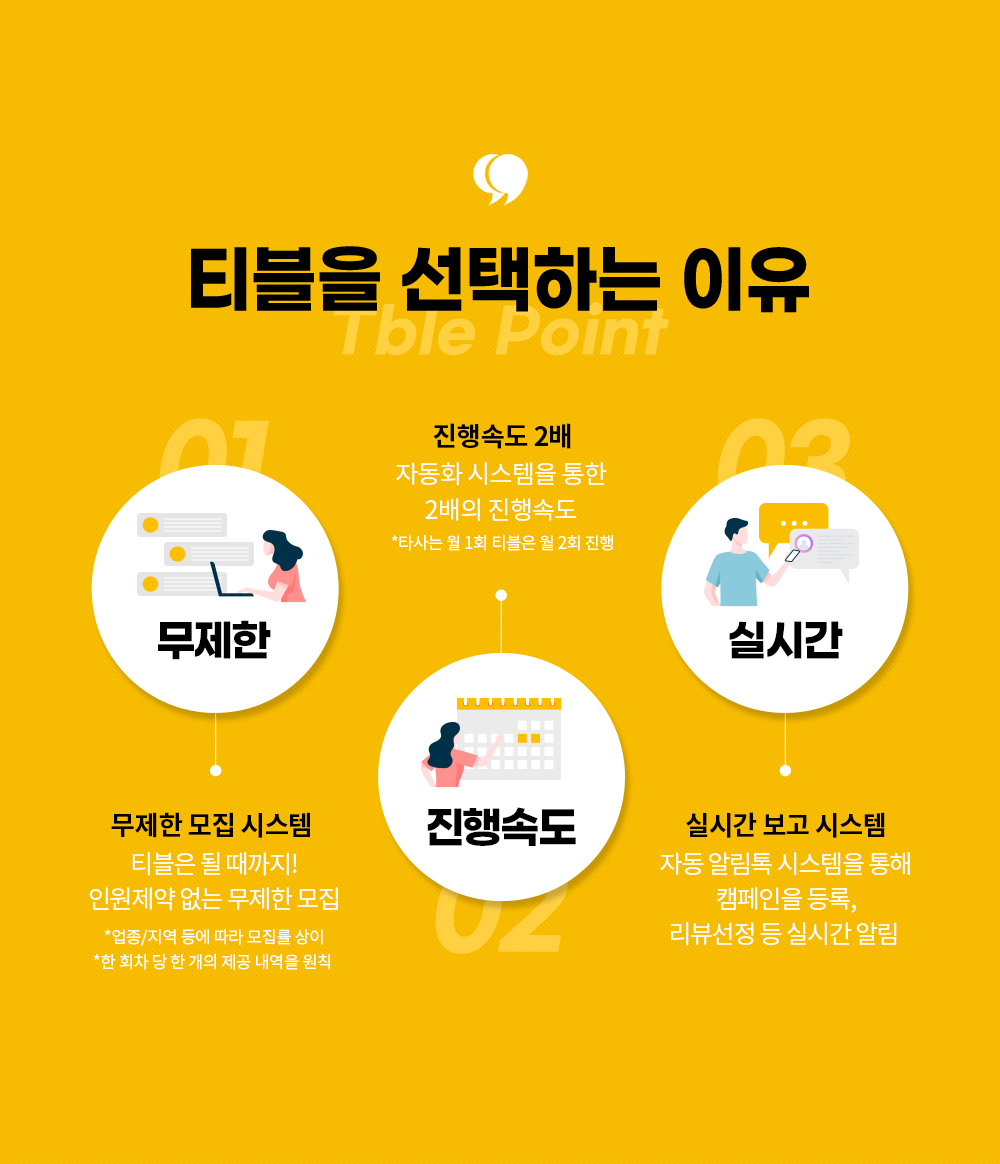 티블을 선택하는 이유
Tble Point
01
무제한
무제한 모집 시스템
티블은 될 때까지!
인원제약 없는 무제한 모집
*업종/지역 등에 따라 모집률 상이
*한 회차 당 한 개의 제공 내역을 원칙
진행속도 2배
자동화 시스템을 통한
2배의 진행속도
*타사는 월 1회 티블은 월 2회 진행
진행속도
02
03
실시간
실시간 보고 시스템
자동 알림톡 시스템을 통해
캠페인을 등록,
리뷰선정 등 실시간 알림